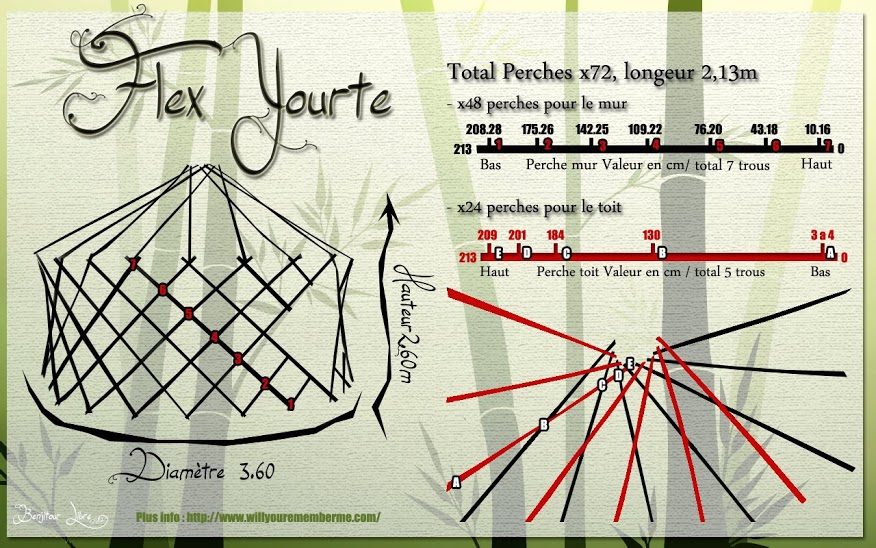 Flex Yourte
Total Perches x72, longeur 2,13m
- x48 perches pour le mur
208.28 175.26 142.25 109.22 76.20 43.18 10.16
213 1 2 3 4 5 6 7 0
Bas Perche mur Valeur en cm/ total 7 trous Haut
- x24 perches pour le toit
209 201 184 130 3 a 4
213 E D C B A 0
Haut Perche toit Valeur en cm / total 5 trous Bas
7
6
5
4
3
2
1
Hauteur 2,60m
E
D
C
B
A
Diamètre 3.60
Plus info : http://www.willyourememberme.com/